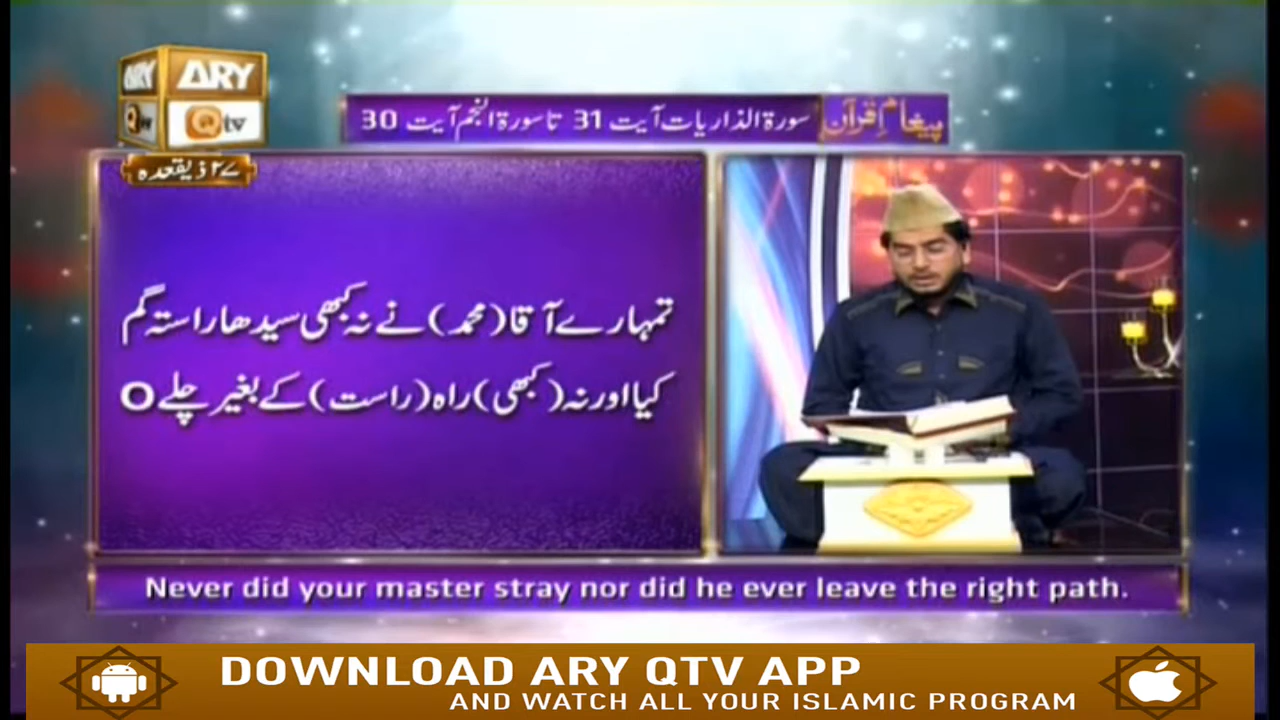 ARY
ARY
Qtv
Qtv
۲۷ ذیقعدہ
پیغام قرآن سورۃ الذاریات آیت 31 تا سورۃ النجم آیت 30
تمہارے آقا (محمد) نے نہ کبھی سیدھا راستہ گم
کیا اور نہ (کبھی) راہ (راست) کے بغیر چلے O
Never did your master stray nor did he ever leave the right path.
DOWNLOAD ARY QTV APP
AND WATCH ALL YOUR ISLAMIC PROGRAM